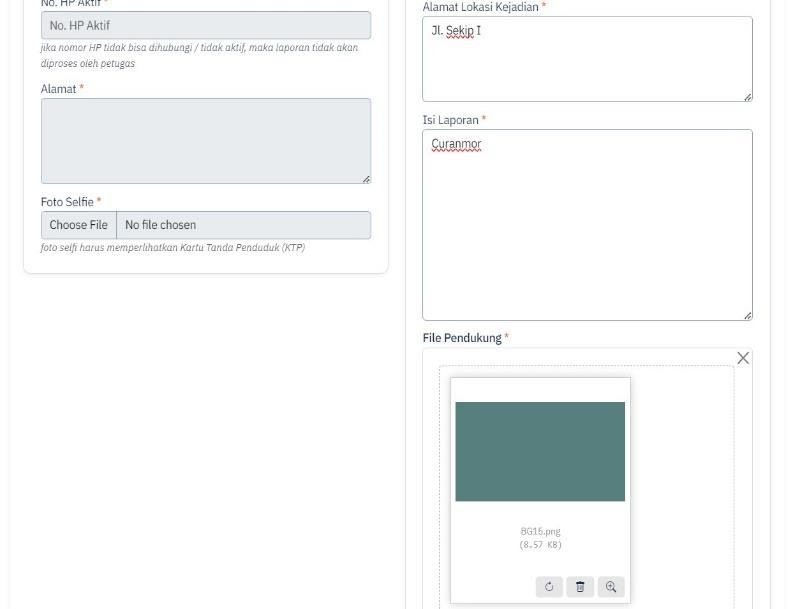 No. HP Aktif *
No. HP Aktif
jika nomor HP tidak bisa dihubungi / tidak aktif, maka laporan tidak akan
diproses oleh petugas
Alamat *
Foto Selfie *
Choose File No file chosen
foto selfi harus memperlihatkan Kartu Tanda Penduduk (KTP)
Alamat Lokasi Kejadian *
Jl. Sekip I
Isi Laporan *
Curanmor
File Pendukung *
BG16.png
(8.57 KB)